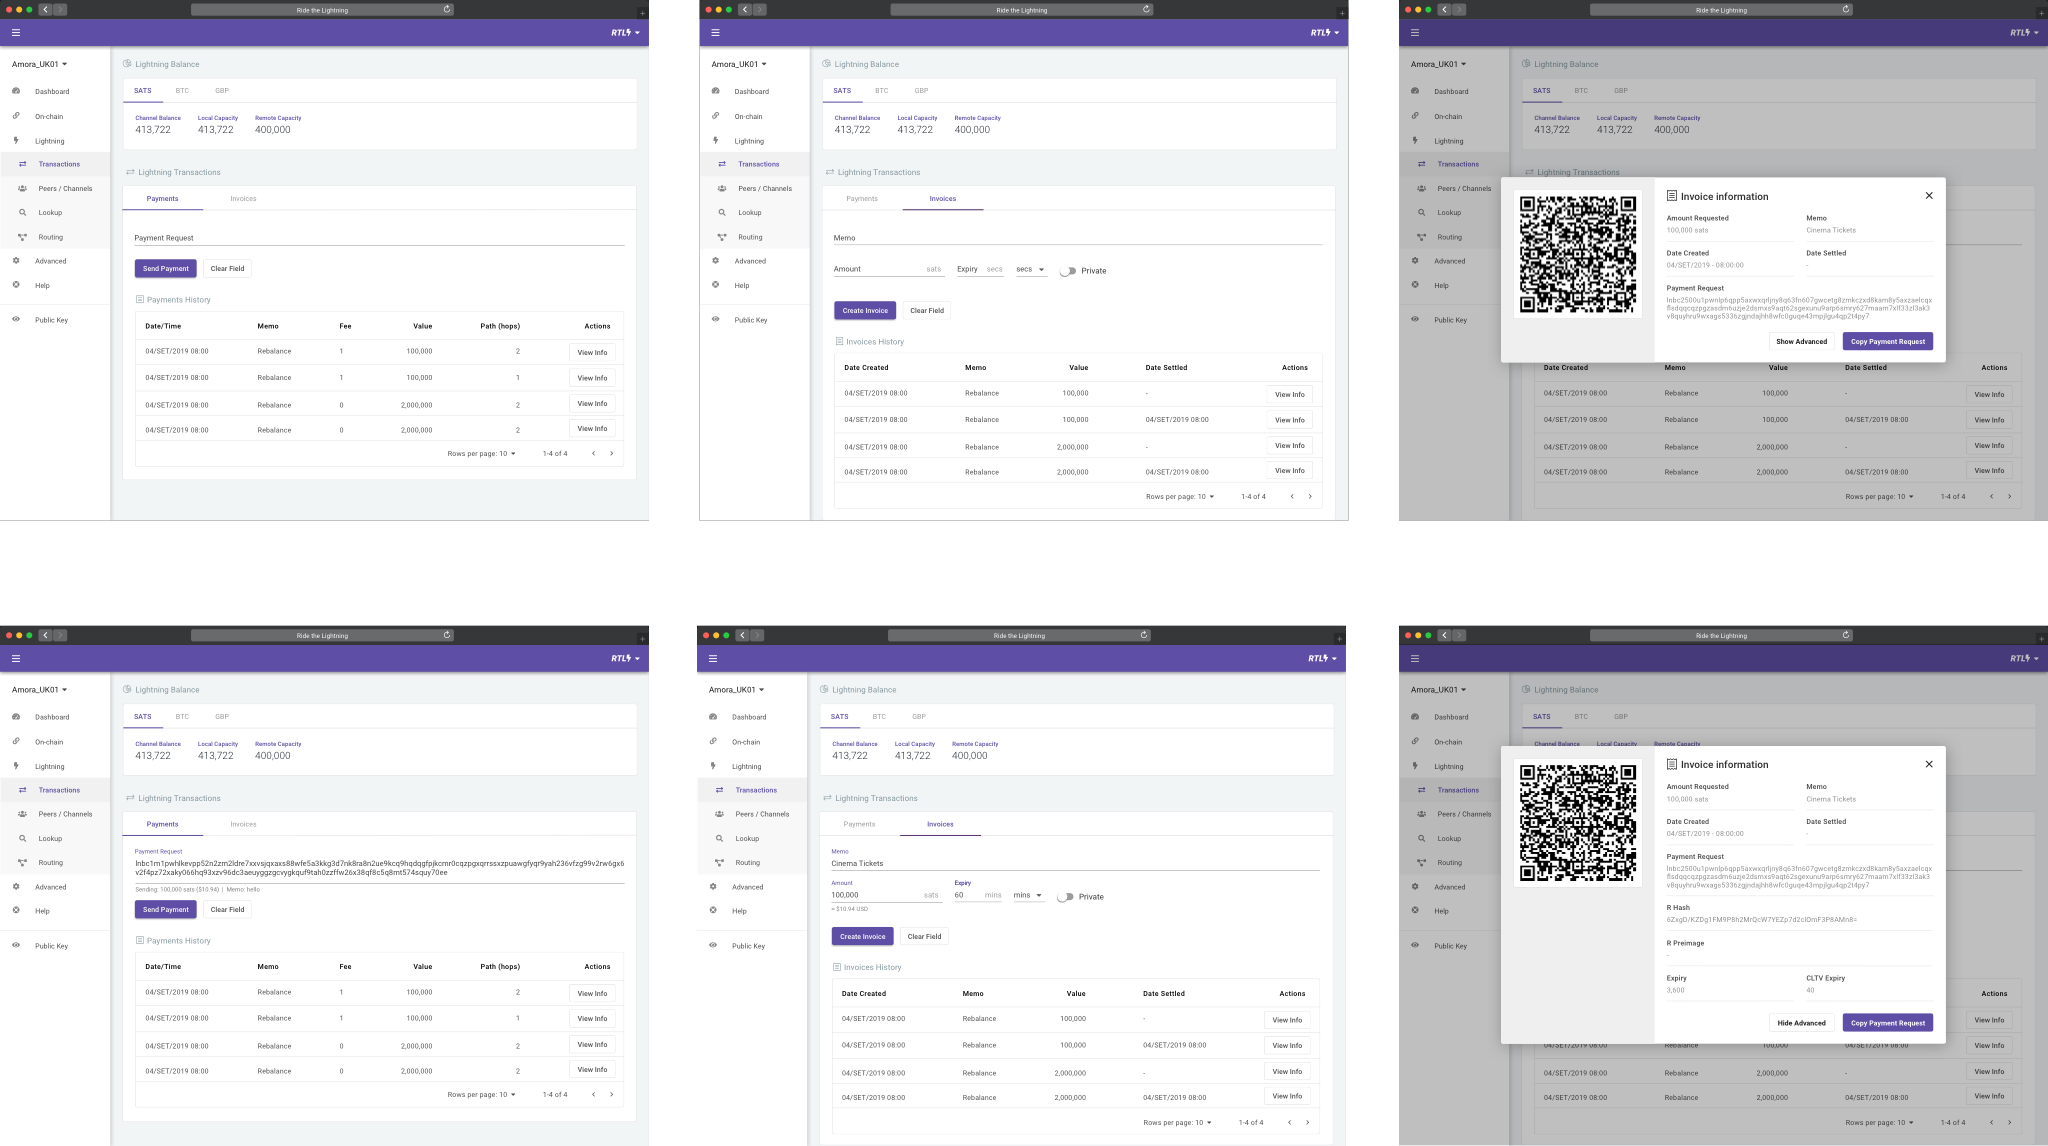 Ride the Lightning
RTL
Amora_UK01
Dashboard
On-chain
Lightning
Transactions
Peers / Channels
Lookup
Routing
Advanced
Help
Public Key
Lightning Balance
SATS BTC GBP
Channel Balance Local Capacity Remote Capacity
413,722 413,722 400,000
Lightning Transactions
Payments Invoices
Payment Request
Send Payment Clear Field
Payments History
Date/Time Memo Fee Value Path (hops) Actions
04/SET/2019 08:00 Rebalance 1 100,000 2 View Info
04/SET/2019 08:00 Rebalance 1 100,000 1 View Info
04/SET/2019 08:00 Rebalance 0 2,000,000 2 View Info
04/SET/2019 08:00 Rebalance 0 2,000,000 2 View Info
Rows per page: 10 1-4 of 4
Ride the Lightning
RTL
Amora_UK01
Dashboard
On-chain
Lightning
Transactions
Peers / Channels
Lookup
Routing
Advanced
Help
Public Key
Lightning Balance
SATS BTC GBP
Channel Balance Local Capacity Remote Capacity
413,722 413,722 400,000
Lightning Transactions
Payments Invoices
Memo
Amount sats Expiry secs secs Private
Create Invoice Clear Field
Invoices History
Date Created Memo Value Date Settled Actions
04/SET/2019 08:00 Rebalance 100,000 - View Info
04/SET/2019 08:00 Rebalance 100,000 04/SET/2019 08:00 View Info
04/SET/2019 08:00 Rebalance 2,000,000 - View Info
04/SET/2019 08:00 Rebalance 2,000,000 04/SET/2019 08:00 View Info
Rows per page: 10 1-4 of 4
Ride the Lightning
RTL
Amora_UK01
Dashboard
On-chain
Lightning
Transactions
Peers / Channels
Lookup
Routing
Advanced
Help
Public Key
Lightning Balance
SATS BTC GBP
Channel Balance Local Capacity Remote Capacity
413,722 413,722 400,000
Lightning Transactions
Invoice information
Amount Requested Memo
100,000 sats Cinema Tickets
Date Created Date Settled
04/SET/2019 - 08:00:00 -
Payment Request
Show Advanced Copy Payment Request
Date Created Memo Value Date Settled Actions
04/SET/2019 08:00 Rebalance 100,000 - View Info
04/SET/2019 08:00 Rebalance 100,000 04/SET/2019 08:00 View Info
04/SET/2019 08:00 Rebalance 2,000,000 - View Info
04/SET/2019 08:00 Rebalance 2,000,000 04/SET/2019 08:00 View Info
Rows per page: 10 1-4 of 4
Ride the Lightning
RTL
Amora_UK01
Dashboard
On-chain
Lightning
Transactions
Peers / Channels
Lookup
Routing
Advanced
Help
Public Key
Lightning Balance
SATS BTC GBP
Channel Balance Local Capacity Remote Capacity
413,722 413,722 400,000
Lightning Transactions
Payments Invoices
Payment Request
Sending: 100,000 sats ($10.94) | Memo: hello
Send Payment Clear Field
Payments History
Date/Time Memo Fee Value Path (hops) Actions
04/SET/2019 08:00 Rebalance 1 100,000 2 View Info
04/SET/2019 08:00 Rebalance 1 100,000 1 View Info
04/SET/2019 08:00 Rebalance 0 2,000,000 2 View Info
04/SET/2019 08:00 Rebalance 0 2,000,000 2 View Info
Rows per page: 10 1-4 of 4
Ride the Lightning
RTL
Amora_UK01
Dashboard
On-chain
Lightning
Transactions
Peers / Channels
Lookup
Routing
Advanced
Help
Public Key
Lightning Balance
SATS BTC GBP
Channel Balance Local Capacity Remote Capacity
413,722 413,722 400,000
Lightning Transactions
Payments Invoices
Memo
Cinema Tickets
Amount Expiry
100,000 sats 60 mins mins Private
= $10.94 USD
Create Invoice Clear Field
Invoices History
Date Created Memo Value Date Settled Actions
04/SET/2019 08:00 Rebalance 100,000 - View Info
04/SET/2019 08:00 Rebalance 100,000 04/SET/2019 08:00 View Info
04/SET/2019 08:00 Rebalance 2,000,000 - View Info
04/SET/2019 08:00 Rebalance 2,000,000 04/SET/2019 08:00 View Info
Rows per page: 10 1-4 of 4
Ride the Lightning
RTL
Amora_UK01
Dashboard
On-chain
Lightning
Transactions
Peers / Channels
Lookup
Routing
Advanced
Help
Public Key
Lightning Balance
SATS BTC GBP
Channel Balance Local Capacity Remote Capacity
Invoice information
Amount Requested Memo
100,000 sats Cinema Tickets
Date Created Date Settled
04/SET/2019 - 08:00:00 -
Payment Request
R Hash
R Preimage
-
Expiry CLTV Expiry
3,600 40
Hide Advanced Copy Payment Request
Actions
View Info
04/SET/2019 08:00 Rebalance 100,000 04/SET/2019 08:00 View Info
04/SET/2019 08:00 Rebalance 2,000,000 - View Info
04/SET/2019 08:00 Rebalance 2,000,000 04/SET/2019 08:00 View Info
Rows per page: 10 1-4 of 4